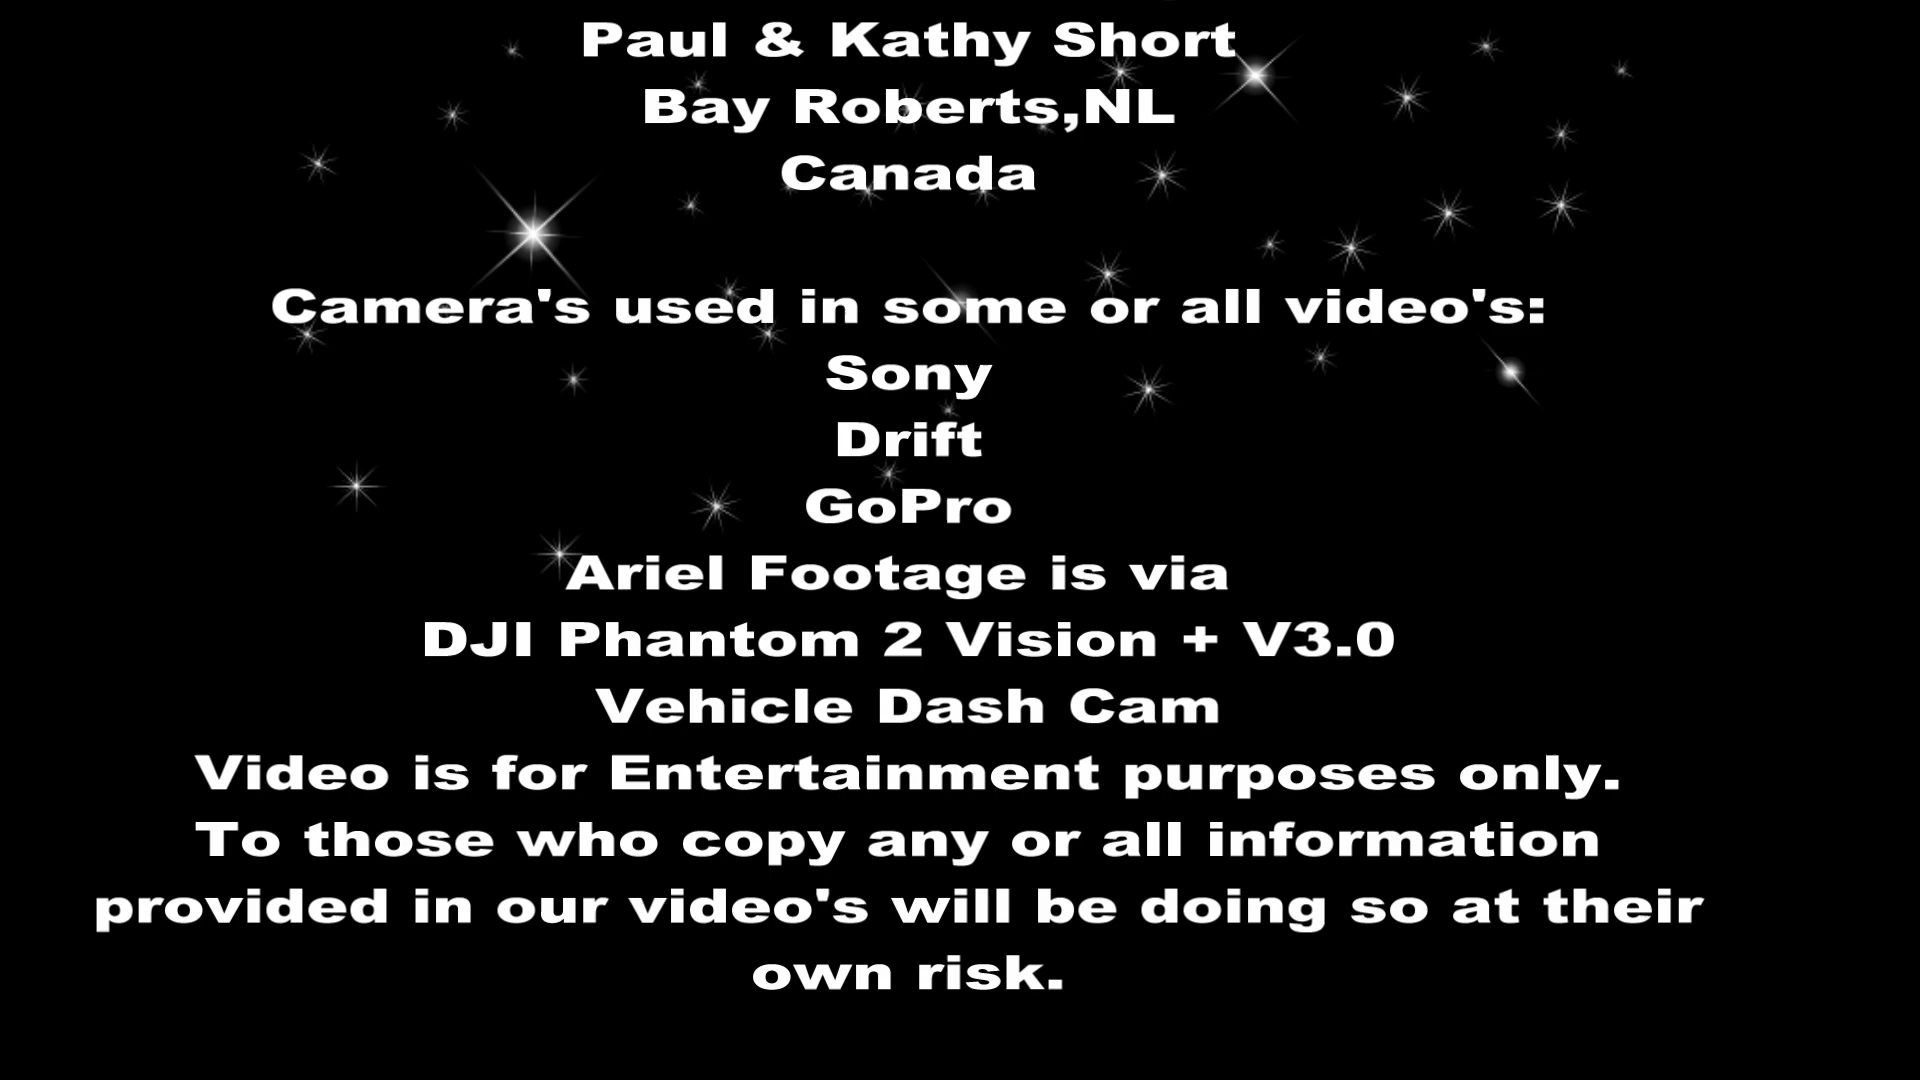 Paul & Kathy Short
Bay Roberts,NL
Canada
Camera's used in some or all video's:
Sony
Drift
GoPro
Ariel Footage is via
DJI Phantom 2 Vision + V3.0
Vehicle Dash Cam
Video is for Entertainment purposes only.
To those who copy any or all information
provided in our video's will be doing so at their
own risk.